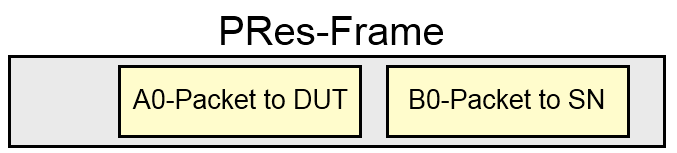 PRes-Frame
A0-Packet to DUT
B0-Packet to SN